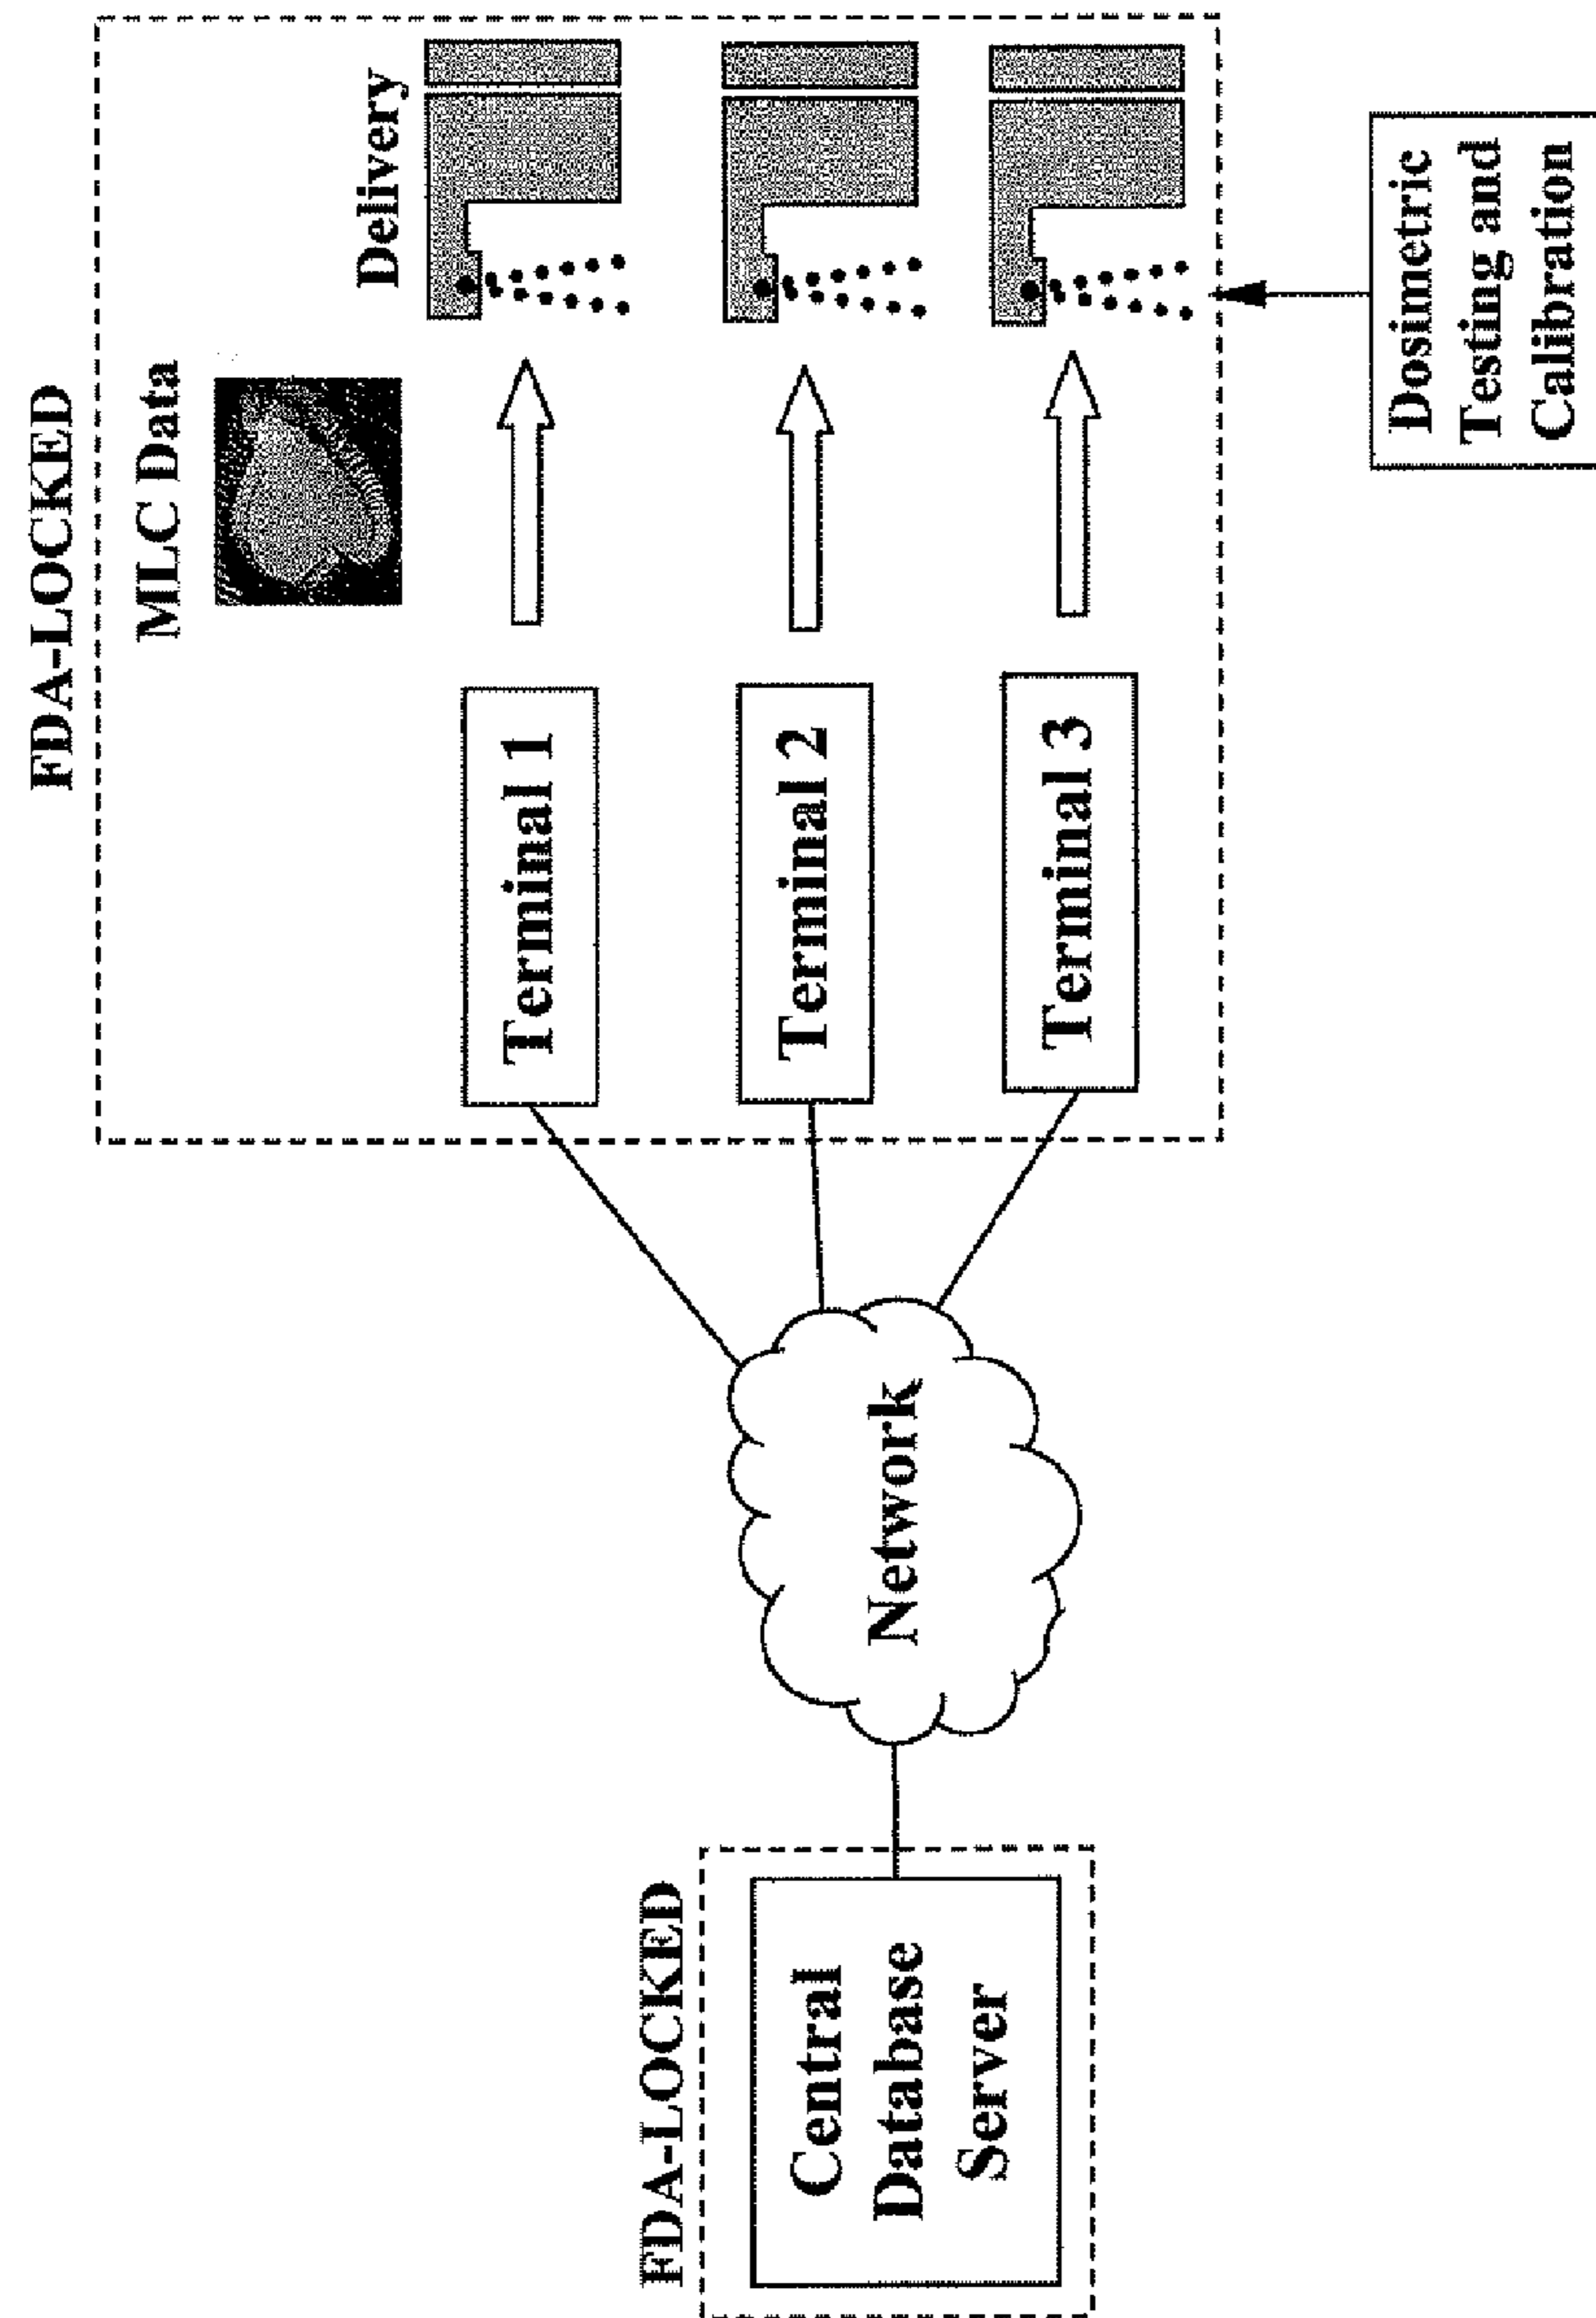 FDA-LOCKED
MLC Data
Delivery
Terminal 1
Terminal 2
Terminal 3
Network
FDA-LOCKED
Central
Database
Server
Dosimetric
Testing and
Calibration